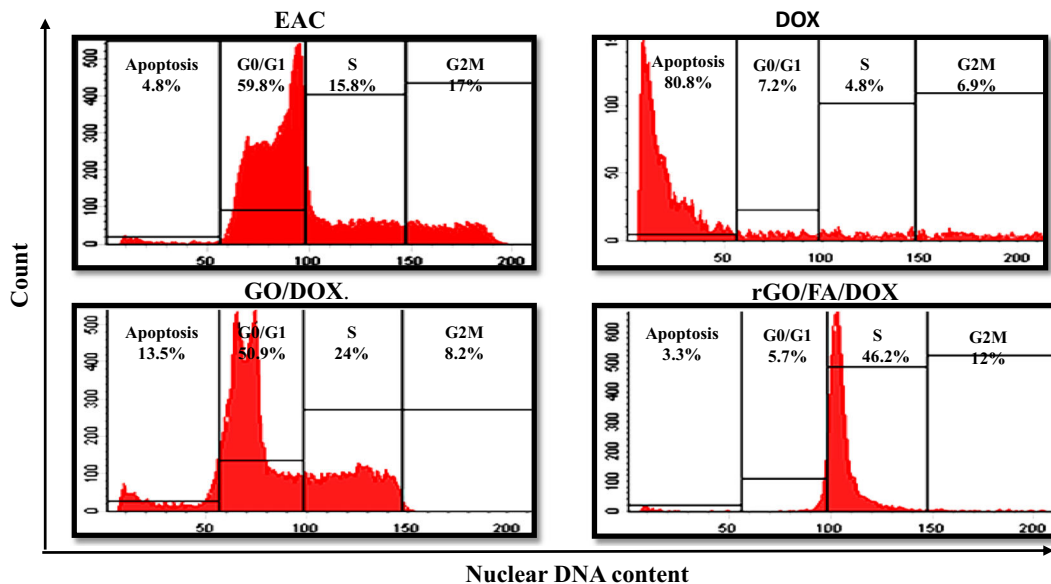 EAC
Apoptosis G0/G1 S G2M
4.8% 59.8% 15.8% 17%
500
400
300
200
100
0
50 100 150 200
DOX
Apoptosis G0/G1 S G2M
80.8% 7.2% 4.8% 6.9%
100
50
0
50 100 150 200
GO/DOX.
Apoptosis G0/G1 S G2M
13.5% 50.9% 24% 8.2%
500
400
300
200
100
0
50 100 150 200
rGO/FA/DOX
Apoptosis G0/G1 S G2M
3.3% 5.7% 46.2% 12%
600
500
400
300
200
100
0
50 100 150 200
Count
Nuclear DNA content